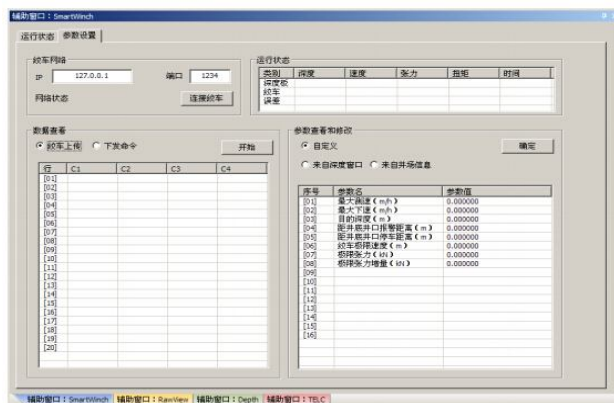 辅助窗口：SmartWinch
运行状态 参数设置
绞车网络
IP 127.0.0.1 端口 1234
网络状态 连接绞车
运行状态
类别 深度 速度 张力 扭矩 时间
深度板
绞车
误差
数据查看
绞车上传 下发命令 开始
行 C1 C2 C3 C4
[01]
[02]
[03]
[04]
[05]
[06]
[07]
[08]
[09]
[10]
[11]
[12]
[13]
[14]
[15]
[16]
[17]
[18]
[19]
[20]
参数查看和修改
自定义 确定
来自深度窗口 来自井场信息
序号 参数名 参数值
[01] 最大测速(m/h) 0.000000
[02] 最大下速(m/h) 0.000000
[03] 目的深度(m) 0.000000
[04] 距井底井口报警距离(m) 0.000000
[05] 距井底井口停车距离(m) 0.000000
[06] 绞车极限速度(m) 0.000000
[07] 极限张力(kN) 0.000000
[08] 极限张力增量(kN) 0.000000
[09]
[10]
[11]
[12]
[13]
[14]
[15]
[16]
辅助窗口：SmartWinch 辅助窗口：RawView 辅助窗口：Depth 辅助窗口：TELC